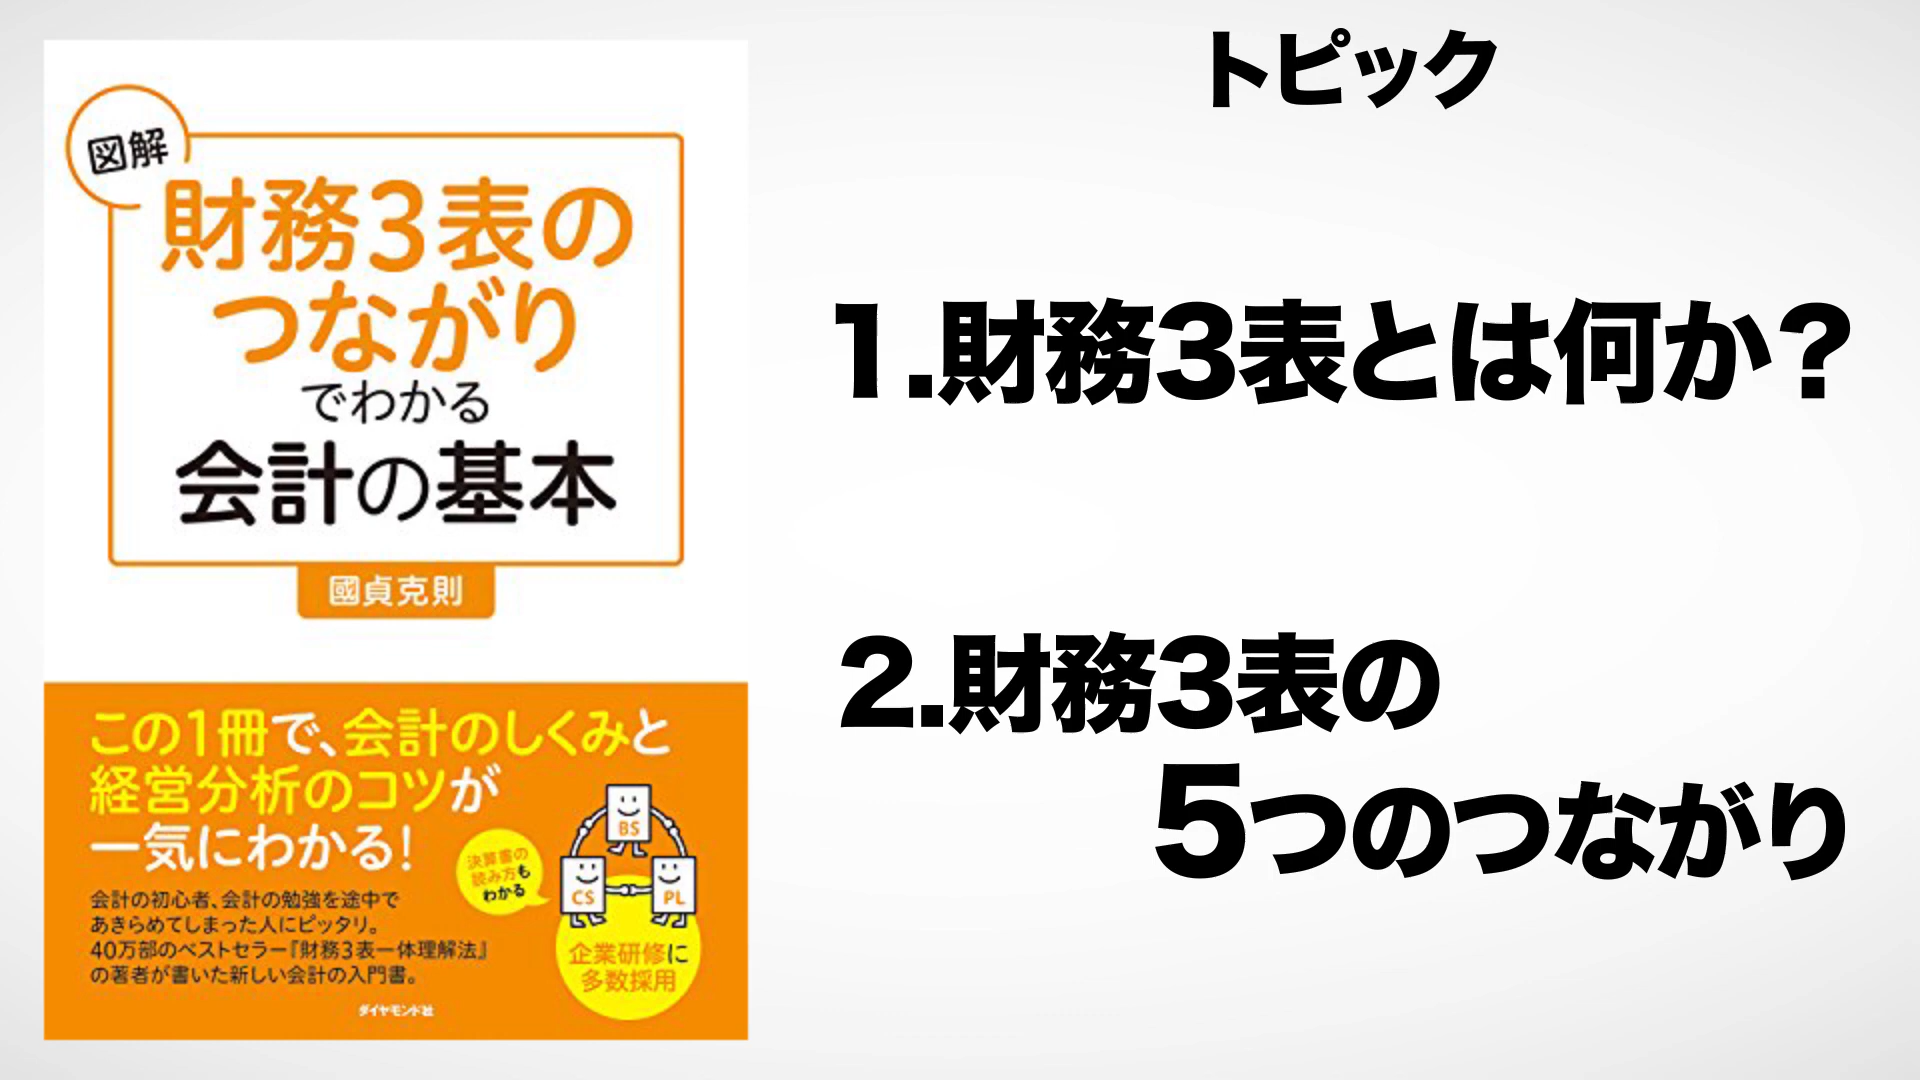 図解
財務3表の
つながり
でわかる
会計の基本
國貞克則
この1冊で、会計のしくみと
経営分析のコツが
一気にわかる!
決算書の
読み方も
わかる
BS
CS
PL
会計の初心者、会計の勉強を途中で
あきらめてしまった人にピッタリ。
40万部のベストセラー『財務3表一体理解法』
の著者が書いた新しい会計の入門書。
企業研修に
多数採用
ダイヤモンド社
トピック
1.財務3表とは何か？
2.財務3表の
5つのつながり